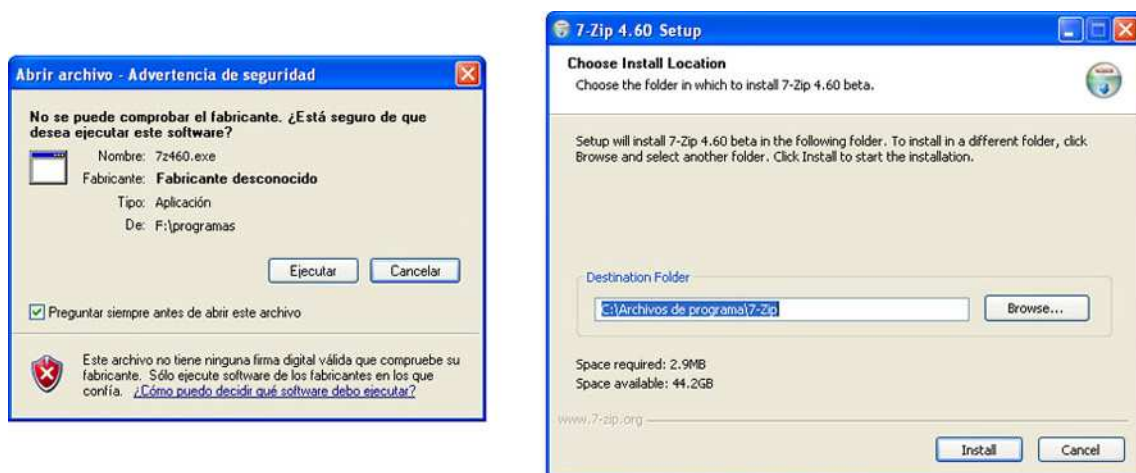 Abrir archivo - Advertencia de seguridad
No se puede comprobar el fabricante. ¿Está seguro de que
desea ejecutar este software?
Nombre: 7z460.exe
Fabricante: Fabricante desconocido
Tipo: Aplicación
De: F:\programas
Ejecutar Cancelar
Preguntar siempre antes de abrir este archivo
Este archivo no tiene ninguna firma digital válida que compruebe su
fabricante. Sólo ejecute software de los fabricantes en los que
confía. ¿Cómo puedo decidir qué software debo ejecutar?
7-Zip 4.60 Setup
Choose Install Location
Choose the folder in which to install 7-Zip 4.60 beta.
Setup will install 7-Zip 4.60 beta in the following folder. To install in a different folder, click
Browse and select another folder. Click Install to start the installation.
Destination Folder
C:\Archivos de programa\7-Zip
Browse...
Space required: 2.9MB
Space available: 44.2GB
www.7-zip.org
Install Cancel